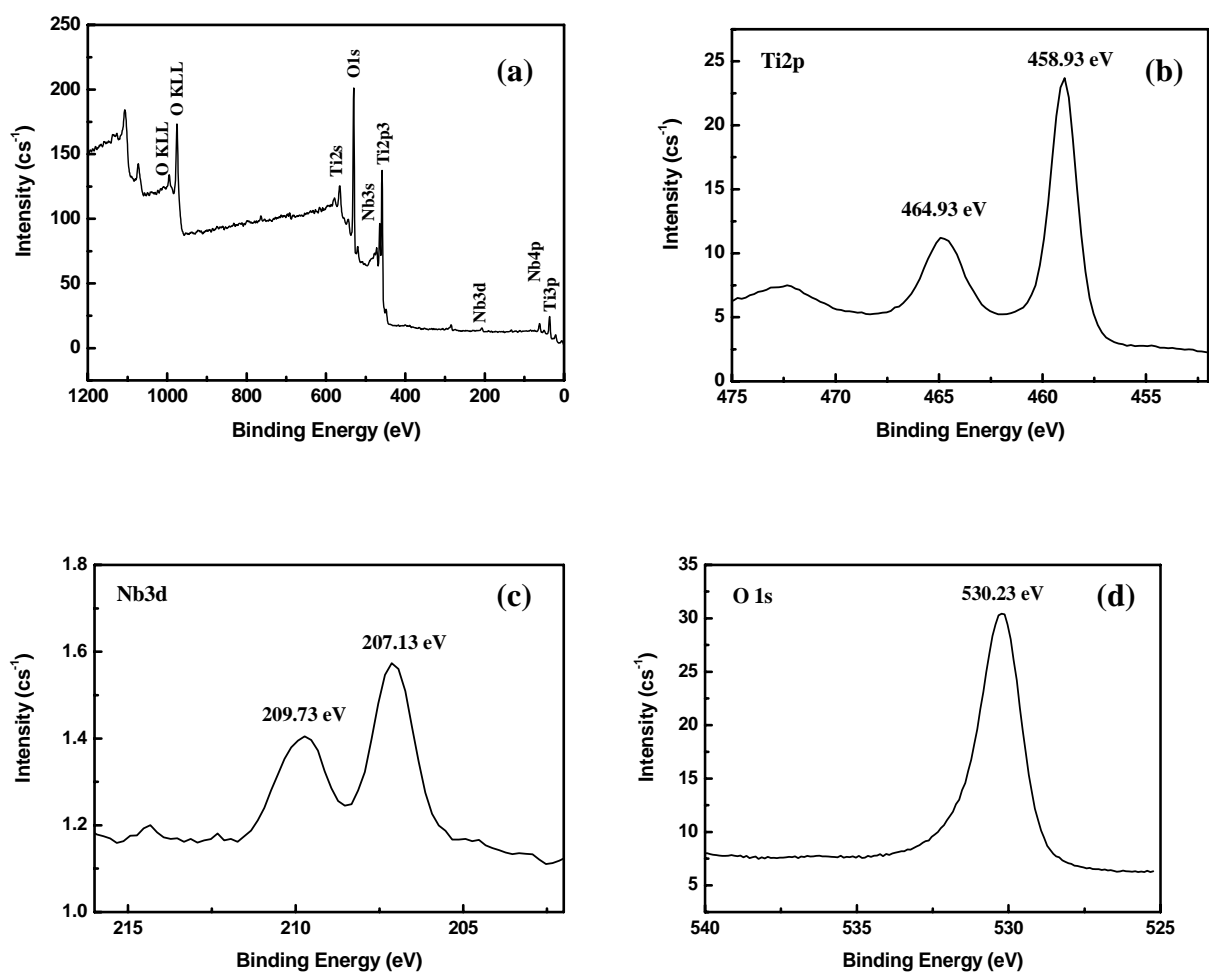 (a)
O KLL
O KLL
Ti2s
O1s
Nb3s
Ti2p3
Nb3d
Nb4p
Ti3p
250
200
150
100
50
0
Intensity (cs⁻¹)
1200 1000 800 600 400 200 0
Binding Energy (eV)
Ti2p
(b)
458.93 eV
464.93 eV
25
20
15
10
5
0
Intensity (cs⁻¹)
475 470 465 460 455
Binding Energy (eV)
Nb3d
(c)
207.13 eV
209.73 eV
1.8
1.6
1.4
1.2
1.0
Intensity (cs⁻¹)
215 210 205
Binding Energy (eV)
O 1s
530.23 eV
(d)
35
30
25
20
15
10
5
Intensity (cs⁻¹)
540 535 530 525
Binding Energy (eV)